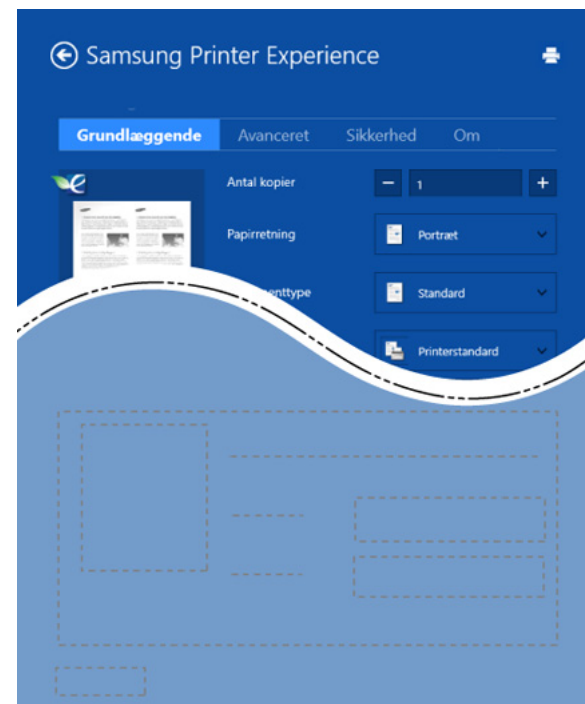 Samsung Printer Experience
Grundlæggende Avanceret Sikkerhed Om
Antal kopier 1
Papirretning Portræt
Standard
Printerstandard